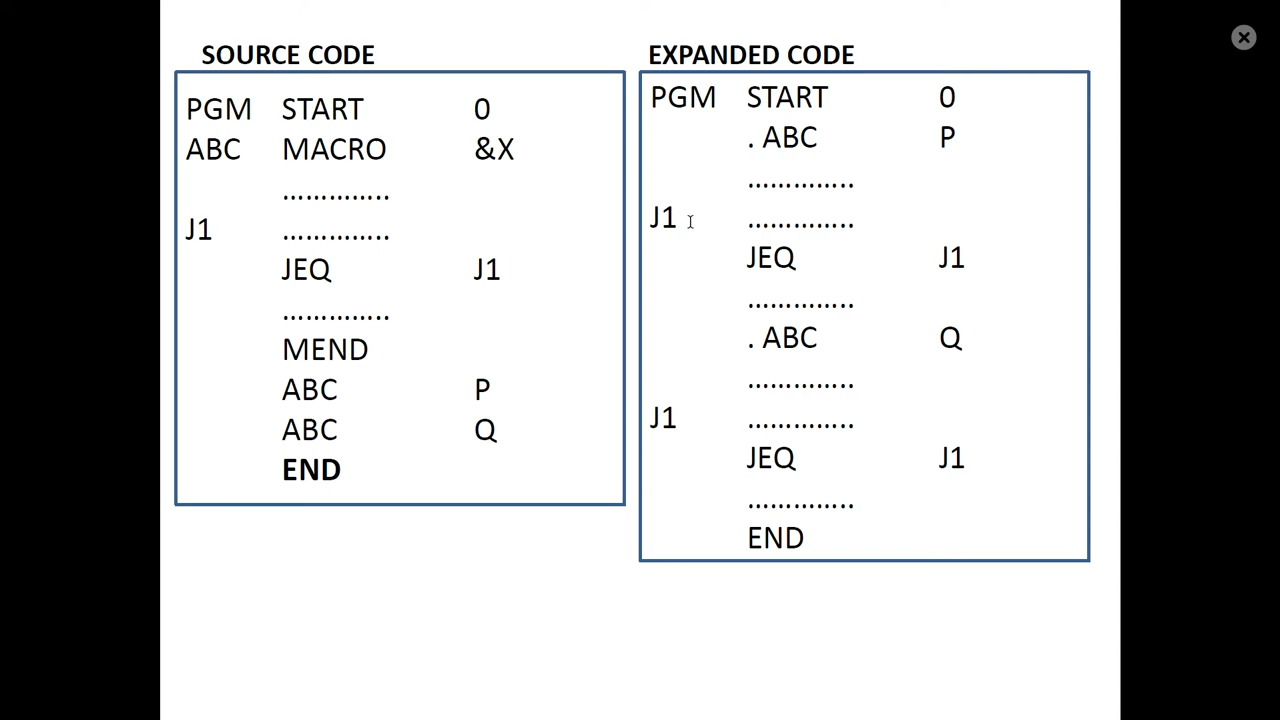 SOURCE CODE
PGM START 0
ABC MACRO &X
..............
J1 ..............
JEQ J1
..............
MEND
ABC P
ABC Q
END
EXPANDED CODE
PGM START 0
. ABC P
..............
J1 ..............
JEQ J1
..............
. ABC Q
..............
J1 ..............
JEQ J1
..............
END